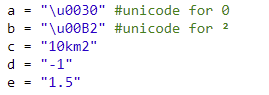 a = "\u0030" #unicode for 0
b = "\u00B2" #unicode for ²
c = "10km2"
d = "-1"
e = "1.5"